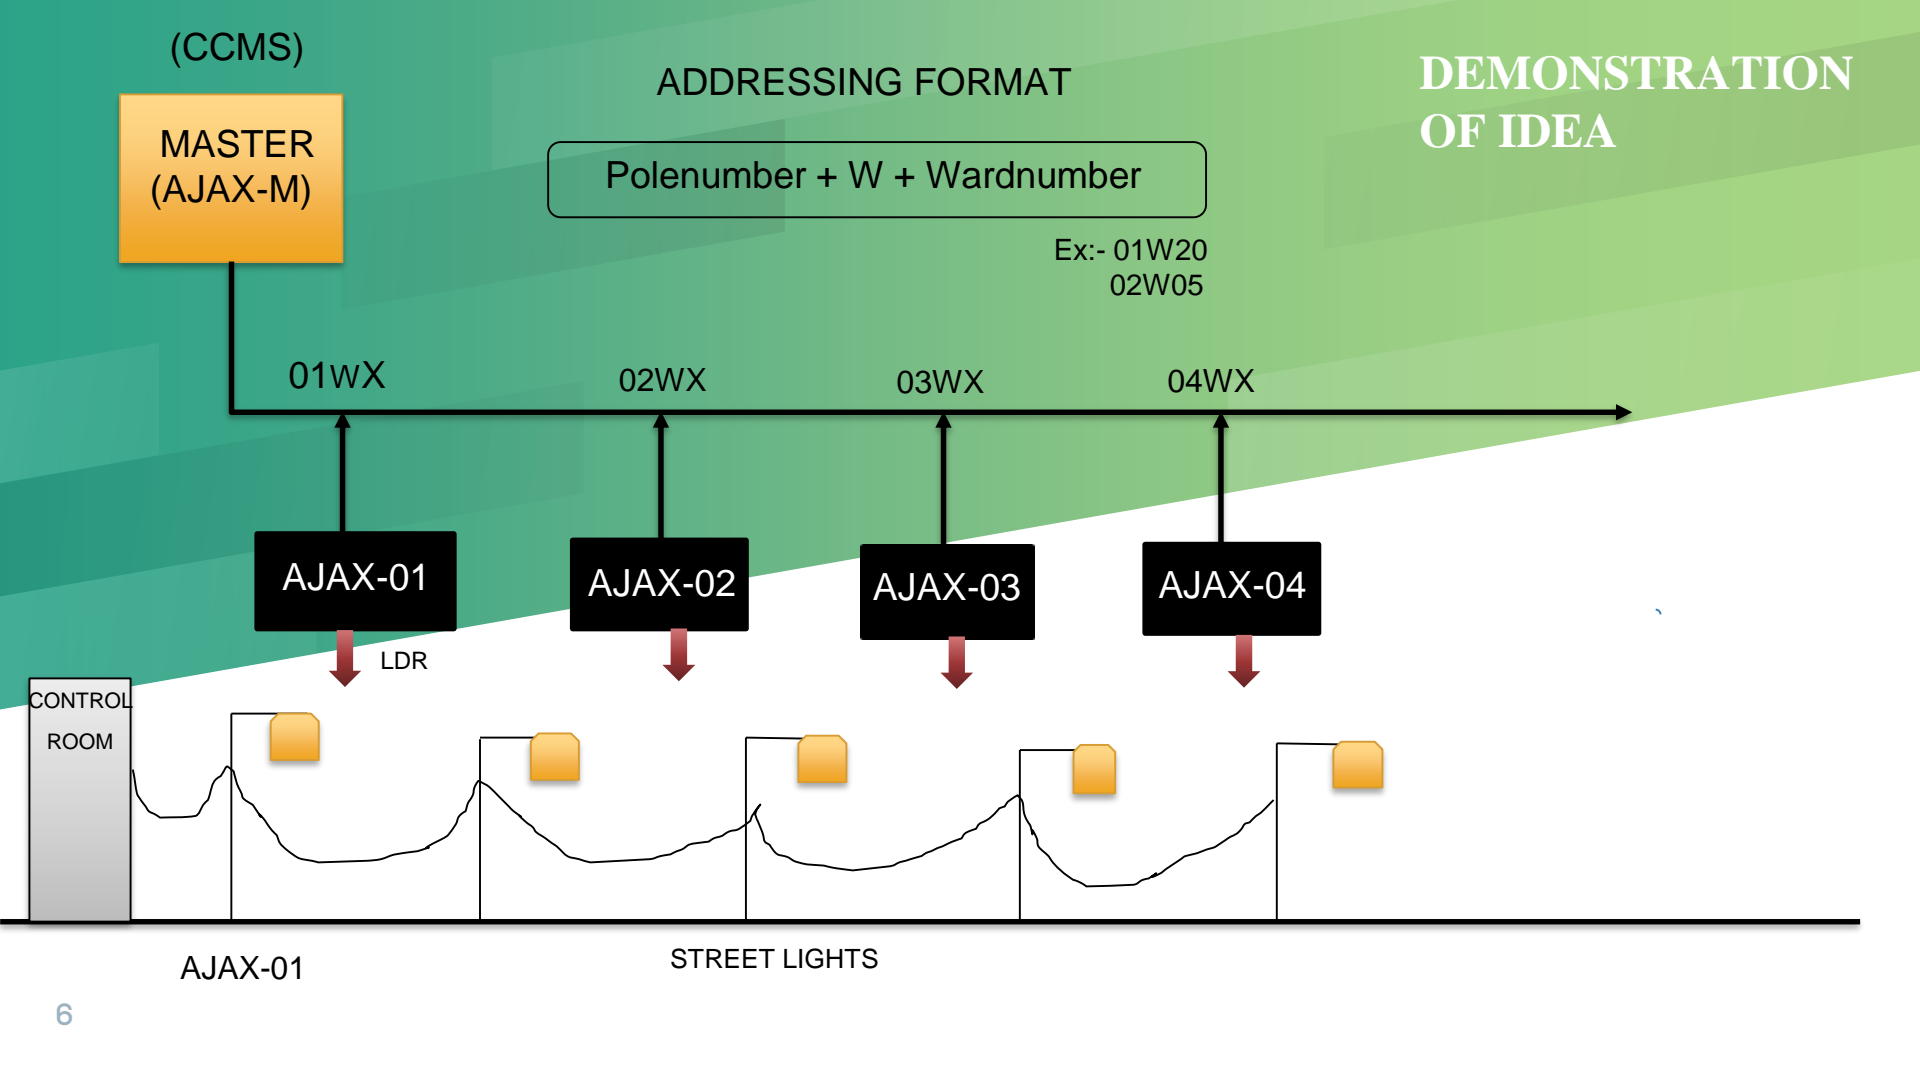 (CCMS)
MASTER
(AJAX-M)
ADDRESSING FORMAT
Polenumber + W + Wardnumber
Ex:- 01W20
02W05
DEMONSTRATION
OF IDEA
01WX
02WX
03WX
04WX
AJAX-01
AJAX-02
AJAX-03
AJAX-04
LDR
CONTROL
ROOM
AJAX-01
STREET LIGHTS
6